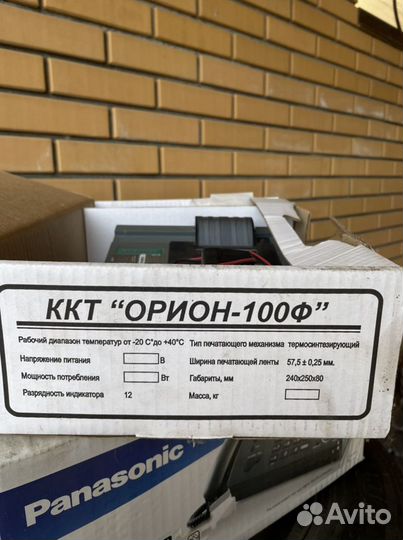 ККТ “ОРИОН-100Ф”
Рабочий диапазон температур от -20 С°до +40°С Тип печатающего механизма термосинтезирующий
Напряжение питания В Ширина печатающей ленты 57,5 ± 0,25 мм.
Мощность потребления Вт Габариты, мм 240x250x80
Разрядность индикатора 12 Масса, кг
Panasonic
Avito